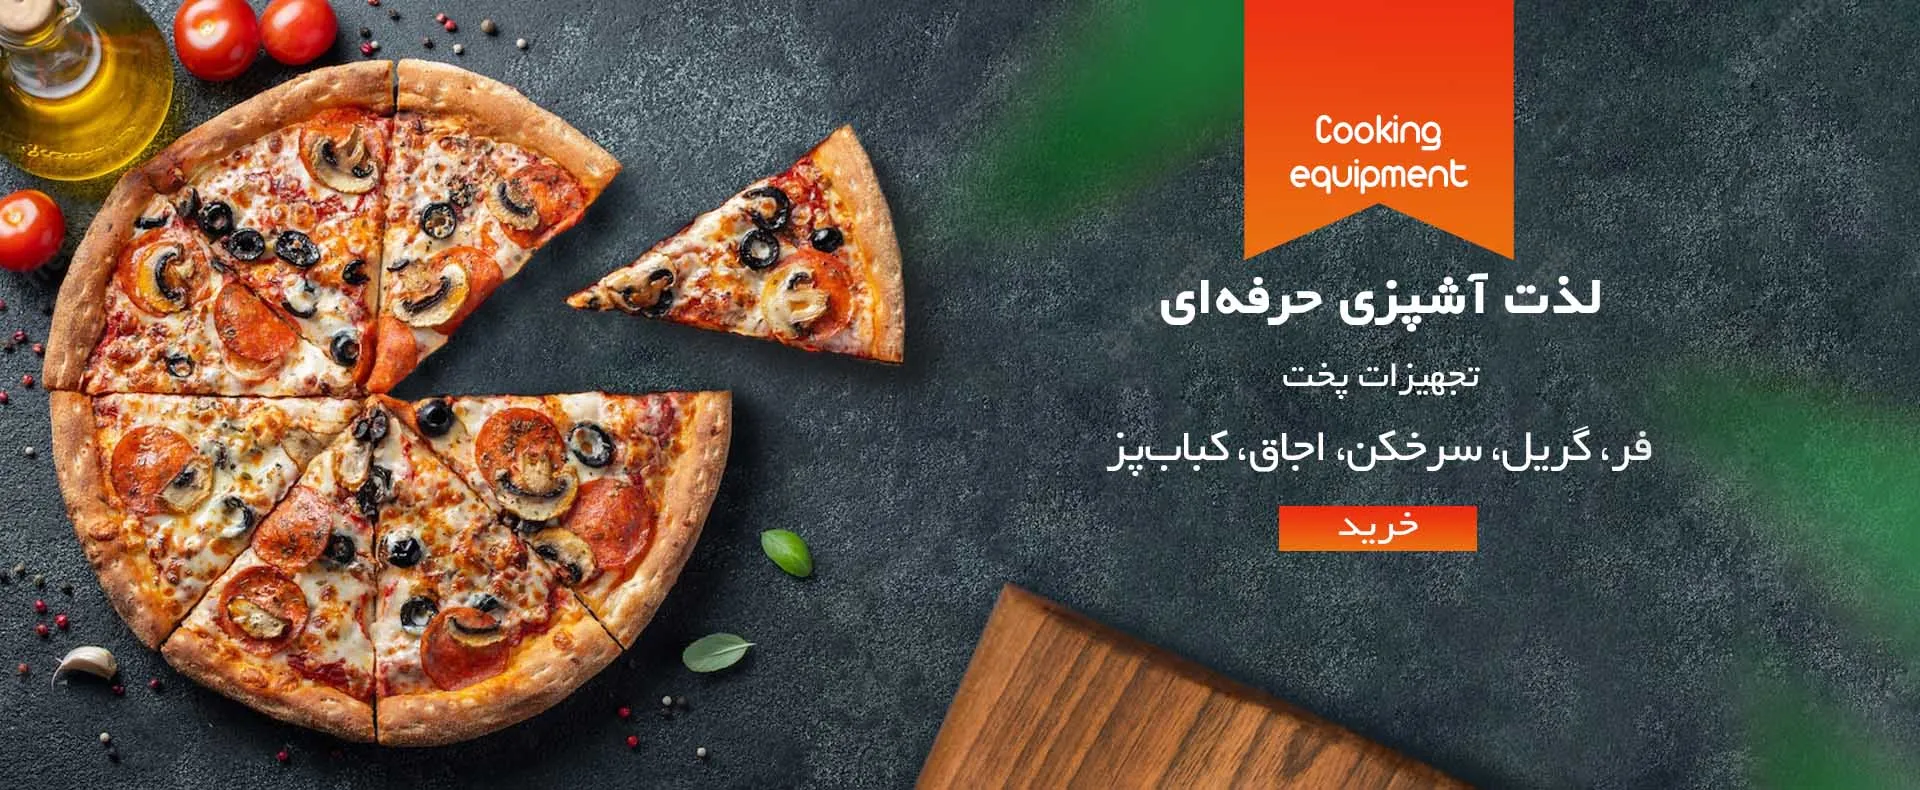 Cooking
equipment
لذت آشپزی حرفه‌ای
تجهیزات پخت
فر، گریل، سرخکن، اجاق، کباب‌پز
خرید